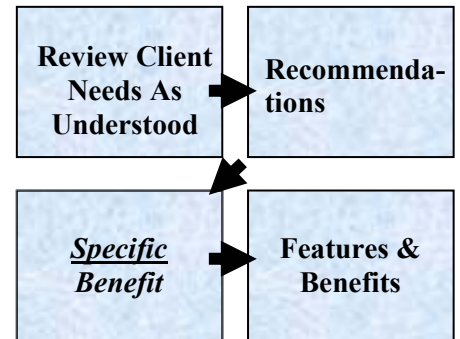 Review Client
Needs As
Understood
Recommenda-
tions
Specific
Benefit
Features &
Benefits